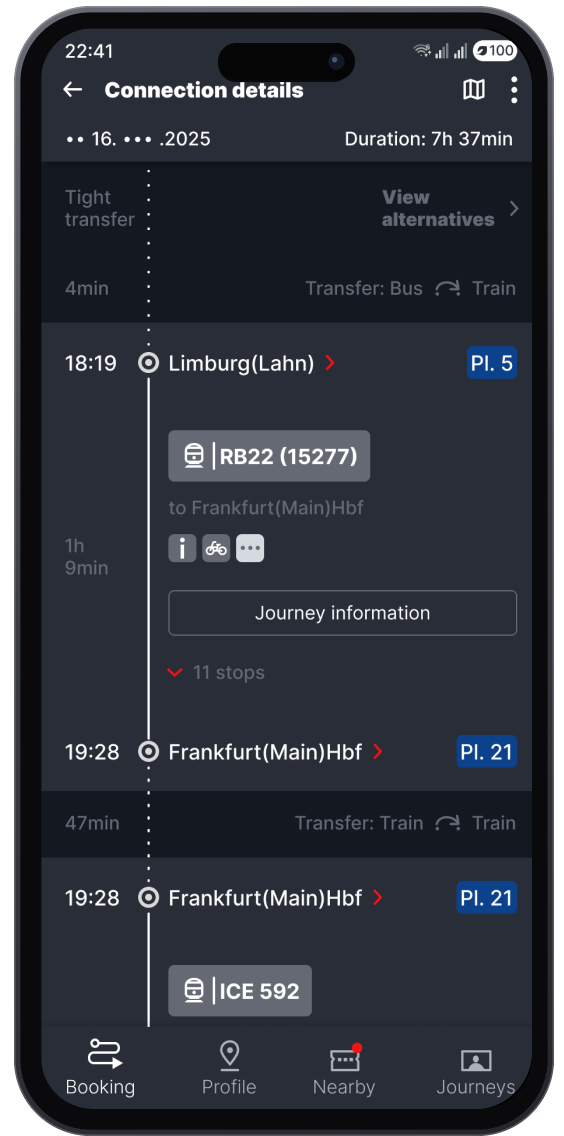 22:41
100
Connection details
•• 16. ••• .2025
Duration: 7h 37min
Tight
transfer
View
alternatives
4min
Transfer: Bus
Train
18:19
Limburg(Lahn)
Pl. 5
RB22 (15277)
to Frankfurt(Main)Hbf
1h
9min
Journey information
11 stops
19:28
Frankfurt(Main)Hbf
Pl. 21
47min
Transfer: Train
Train
19:28
Frankfurt(Main)Hbf
Pl. 21
ICE 592
Booking
Profile
Nearby
Journeys